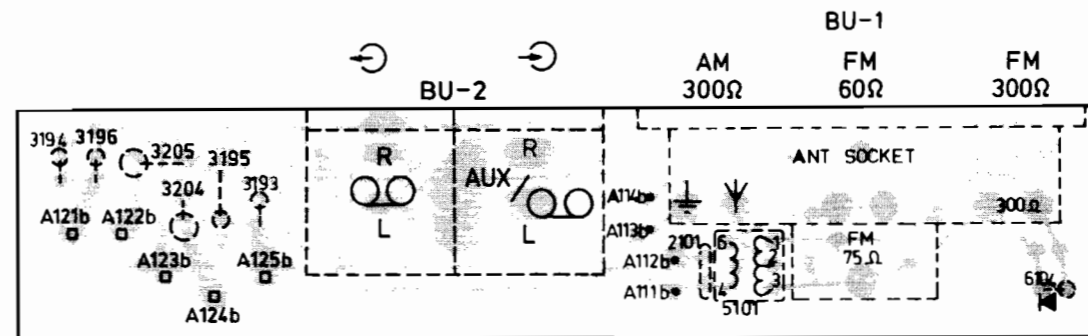 BU-1
AM
300Ω
FM
60Ω
FM
300Ω
BU-2
3194
3196
3205
3195
3204
3193
R
L
R
AUX/
L
ANT SOCKET
300Ω
FM
75Ω
A121b
A122b
A123b
A124b
A125b
A114b
A113b
A112b
A111b
2101
6
4
1
2
3
5101